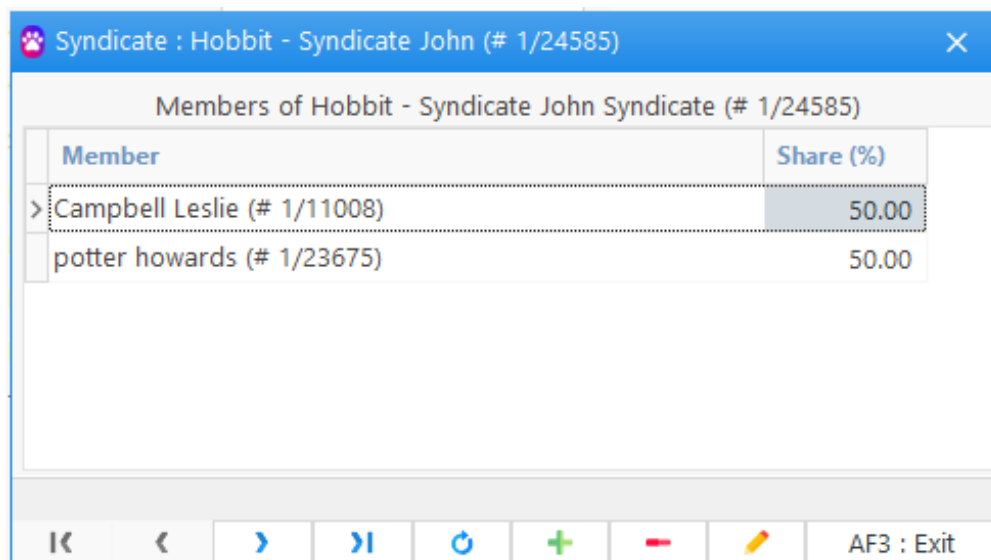 Syndicate : Hobbit - Syndicate John (# 1/24585)
Members of Hobbit - Syndicate John Syndicate (# 1/24585)
Member Share (%)
Campbell Leslie (# 1/11008) 50.00
potter howards (# 1/23675) 50.00
AF3 : Exit